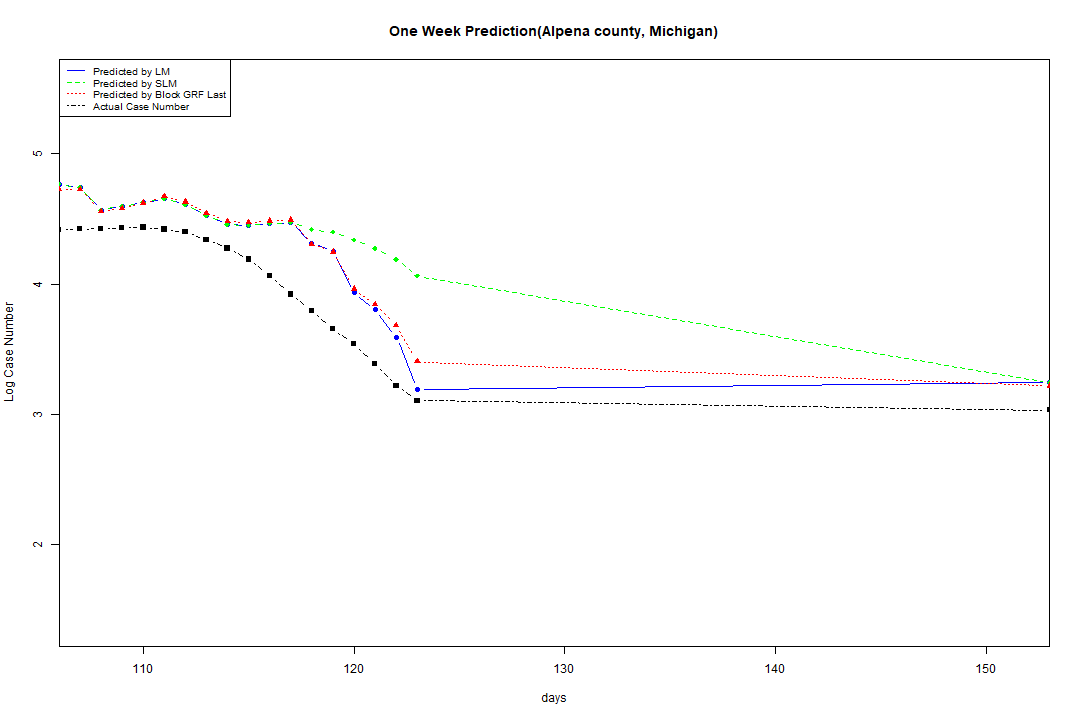 One Week Prediction(Alpena county, Michigan)
Predicted by LM
Predicted by SLM
Predicted by Block GRF Last
Actual Case Number
5
4
3
2
Log Case Number
110 120 130 140 150
days